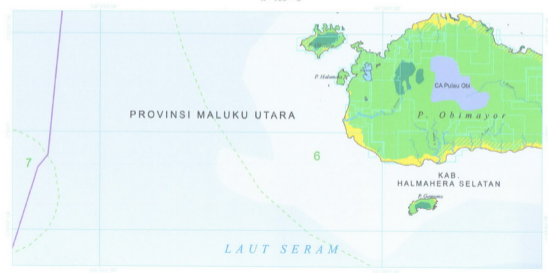 CA Pulau Obi
P. Obimayor
PROVINSI MALUKU UTARA
6
7
KAB.
HALMAHERA SELATAN
LAUT SERAM